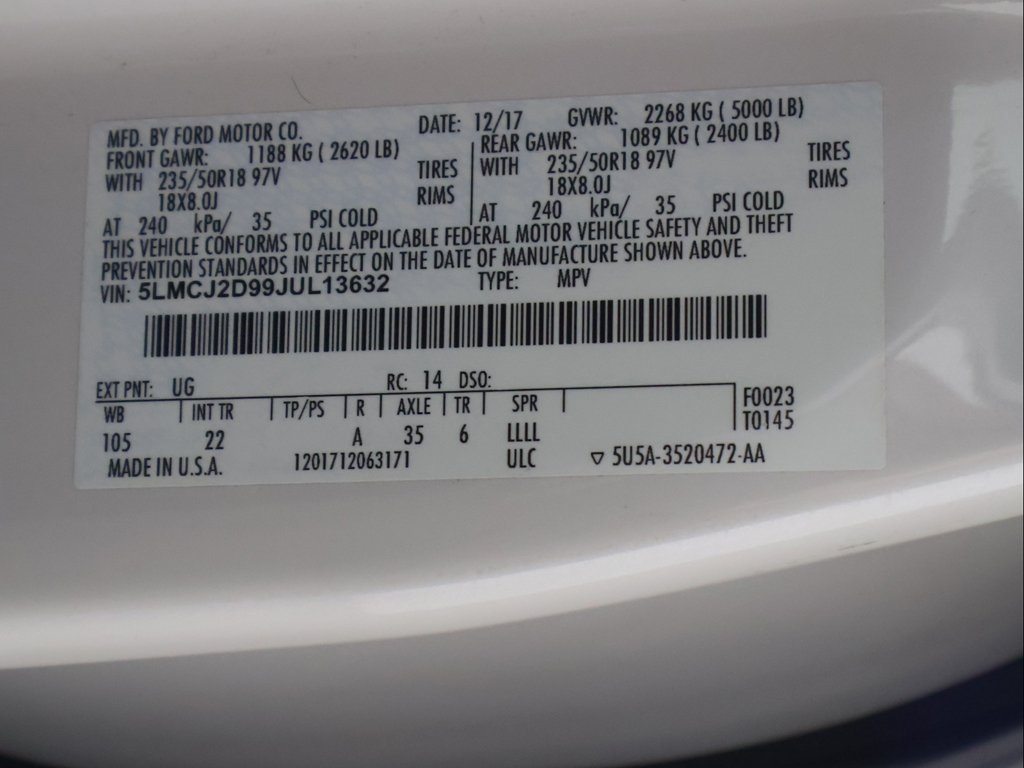 MFD. BY FORD MOTOR CO. DATE: 12/17 GVWR: 2268 KG ( 5000 LB)
FRONT GAWR: 1188 KG ( 2620 LB) REAR GAWR: 1089 KG ( 2400 LB)
WITH 235/50R18 97V TIRES WITH 235/50R18 97V TIRES
18X8.0J RIMS 18X8.0J RIMS
AT 240 kPa/ 35 PSI COLD AT 240 kPa/ 35 PSI COLD
THIS VEHICLE CONFORMS TO ALL APPLICABLE FEDERAL MOTOR VEHICLE SAFETY AND THEFT
PREVENTION STANDARDS IN EFFECT ON THE DATE OF MANUFACTURE SHOWN ABOVE.
VIN: 5LMCJ2D99JUL13632 TYPE: MPV
EXT PNT: UG RC: 14 DSO:
WB INT TR TP/PS R AXLE TR SPR F0023
105 22 A 35 6 LLLL T0145
MADE IN U.S.A. 1201712063171 ULC ▽ 5U5A-3520472-AA